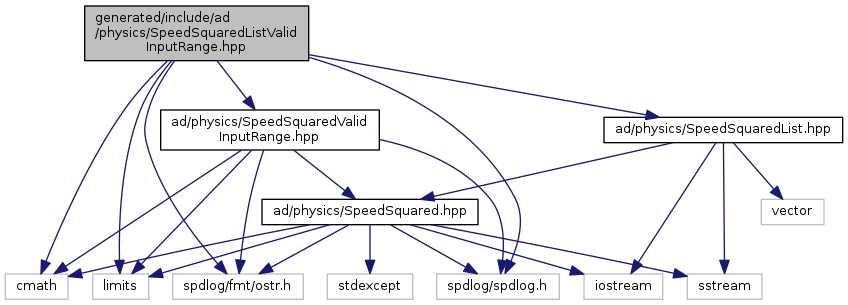 generated/include/ad
/physics/SpeedSquaredListValid
InputRange.hpp
ad/physics/SpeedSquaredValid
InputRange.hpp
ad/physics/SpeedSquaredList.hpp
ad/physics/SpeedSquared.hpp
vector
cmath
limits
spdlog/fmt/ostr.h
stdexcept
spdlog/spdlog.h
iostream
sstream